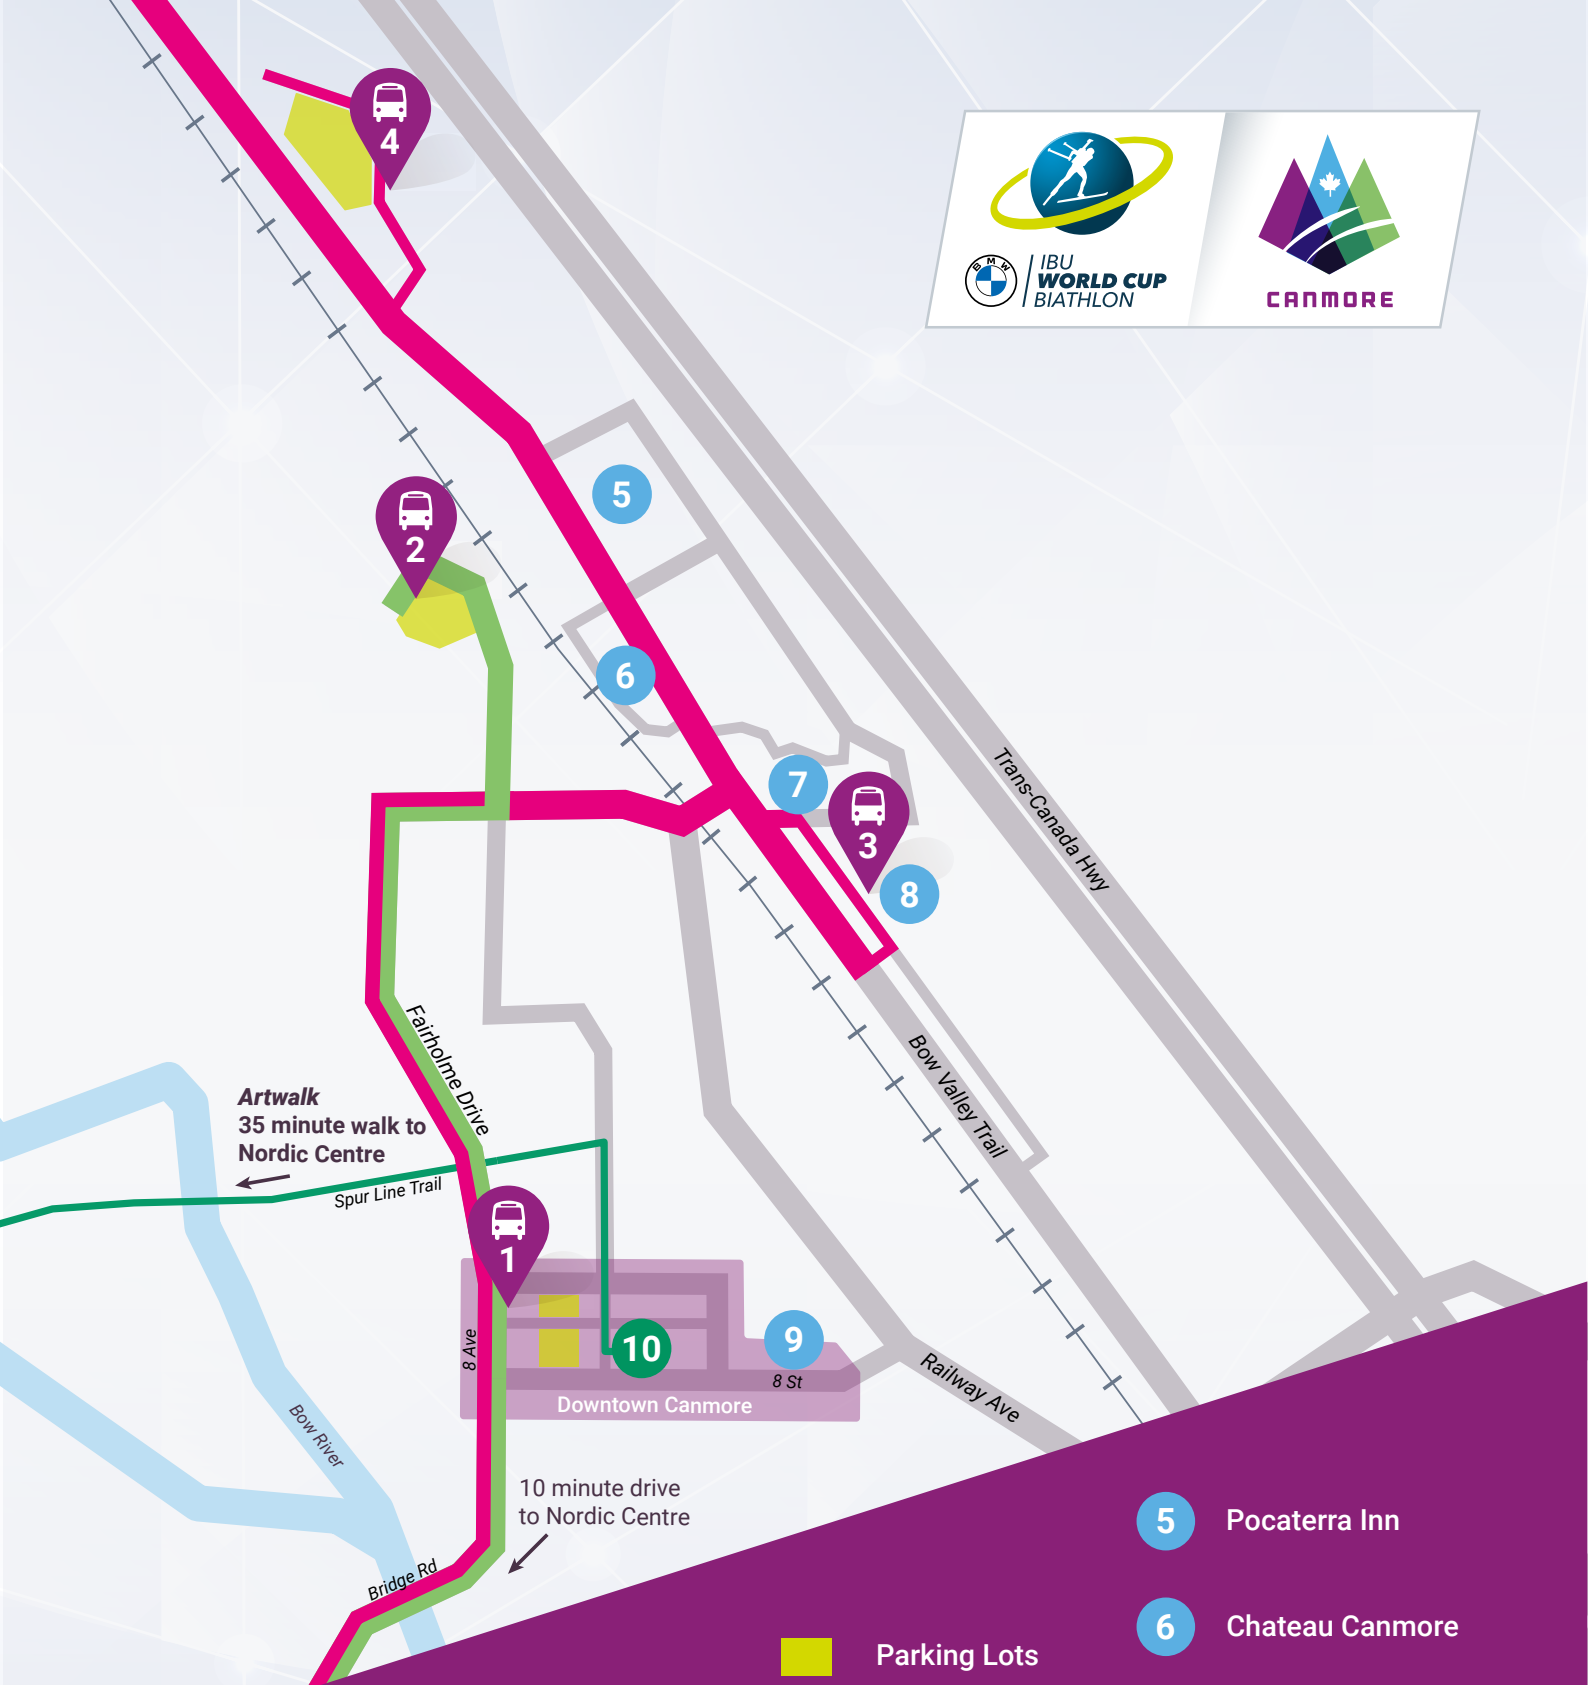 4
BMW
IBU
WORLD CUP
BIATHLON
CANMORE
5
2
6
7
3
8
Trans-Canada Hwy
Fairholme Drive
Bow Valley Trail
Artwalk
35 minute walk to
Nordic Centre
Spur Line Trail
1
8 Ave
10
9
8 St
Downtown Canmore
Railway Ave
Bow River
10 minute drive
to Nordic Centre
Bridge Rd
5 Pocaterra Inn
6 Chateau Canmore
Parking Lots